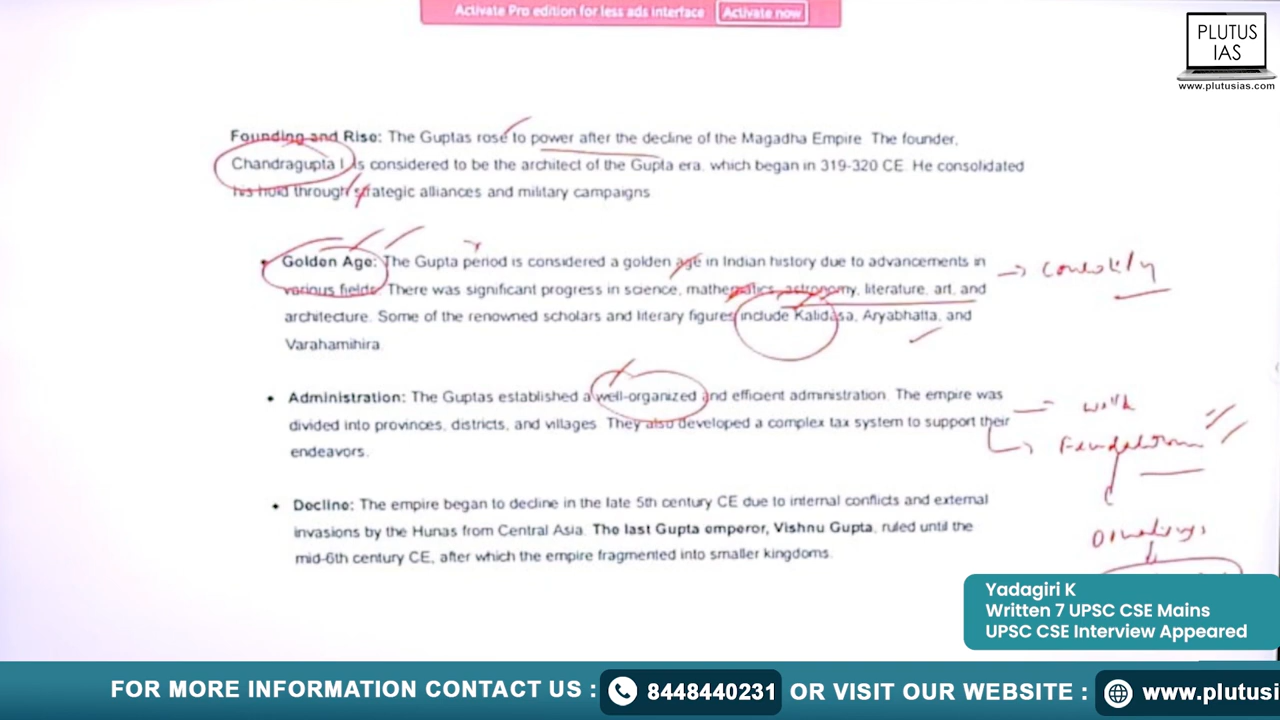 Activate Pro edition for less ads interface Activate now
PLUTUS
IAS
www.plutusias.com
Founding and Rise: The Guptas rose to power after the decline of the Magadha Empire. The founder,
Chandragupta I, is considered to be the architect of the Gupta era, which began in 319-320 CE. He consolidated
his hold through strategic alliances and military campaigns
• Golden Age: The Gupta period is considered a golden age in Indian history due to advancements in
various fields. There was significant progress in science, mathematics, astronomy, literature, art, and
architecture. Some of the renowned scholars and literary figures include Kalidasa, Aryabhatta, and
Varahamihira.
• Administration: The Guptas established a well-organized and efficient administration. The empire was
divided into provinces, districts, and villages. They also developed a complex tax system to support their
endeavors.
• Decline: The empire began to decline in the late 5th century CE due to internal conflicts and external
invasions by the Hunas from Central Asia. The last Gupta emperor, Vishnu Gupta, ruled until the
mid-6th century CE, after which the empire fragmented into smaller kingdoms.
Yadagiri K
Written 7 UPSC CSE Mains
UPSC CSE Interview Appeared
FOR MORE INFORMATION CONTACT US : 8448440231 OR VISIT OUR WEBSITE : www.plutusi